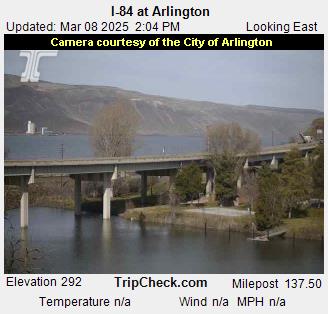 I-84 at Arlington
Updated: Mar 08 2025 2:04 PM Looking East
Camera courtesy of the City of Arlington
Elevation 292 TripCheck.com Milepost 137.50
Temperature n/a Wind n/a MPH n/a